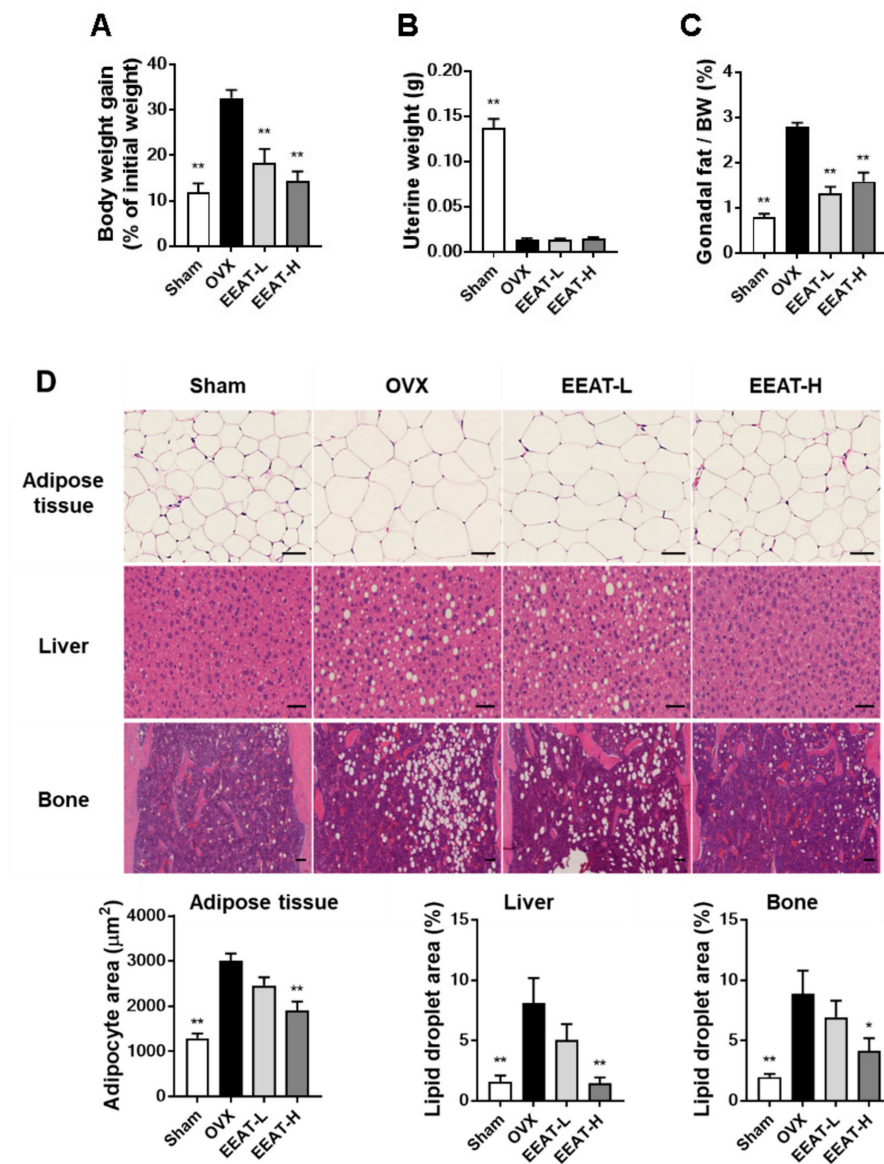 A
Body weight gain
(% of initial weight)
40
30
20
10
0
**
**
**
Sham
OVX
EEAT-L
EEAT-H
B
Uterine weight (g)
0.20
0.15
0.10
0.05
0.00
**
Sham
OVX
EEAT-L
EEAT-H
C
Gonadal fat / BW (%)
4
3
2
1
0
**
**
**
Sham
OVX
EEAT-L
EEAT-H
D
Sham
OVX
EEAT-L
EEAT-H
Adipose
tissue
Liver
Bone
Adipose tissue
Adipocyte area (μm²)
4000
3000
2000
1000
0
**
**
Sham
OVX
EEAT-L
EEAT-H
Liver
Lipid droplet area (%)
15
10
5
0
**
**
Sham
OVX
EEAT-L
EEAT-H
Bone
Lipid droplet area (%)
15
10
5
0
**
*
Sham
OVX
EEAT-L
EEAT-H